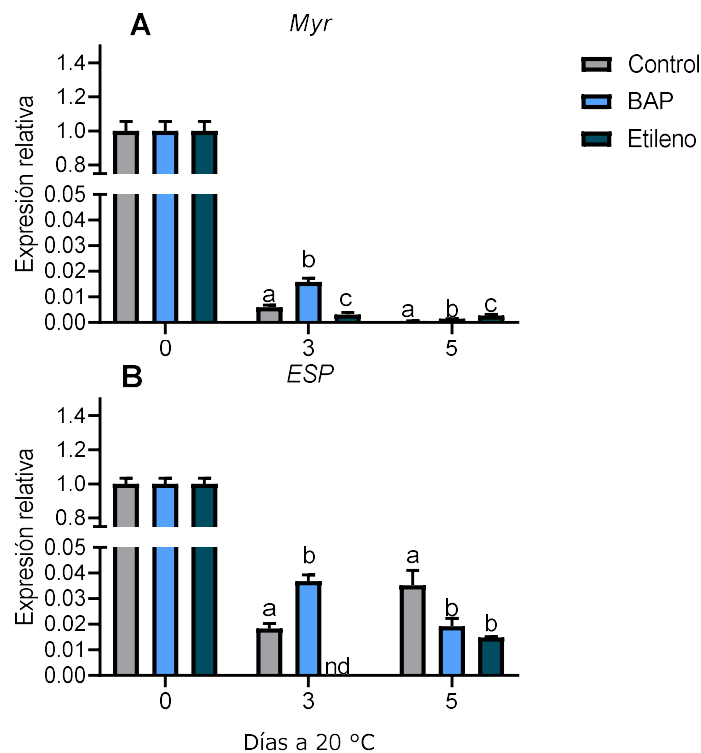 A
Myr
Control
BAP
Etileno
Expresión relativa
1.4
1.2
1.0
0.8
0.05
0.04
0.03
0.02
0.01
0.00
a
b
c
a
b
c
0
3
5
B
ESP
Expresión relativa
1.4
1.2
1.0
0.8
0.05
0.04
0.03
0.02
0.01
0.00
a
b
nd
a
b
b
0
3
5
Días a 20 °C